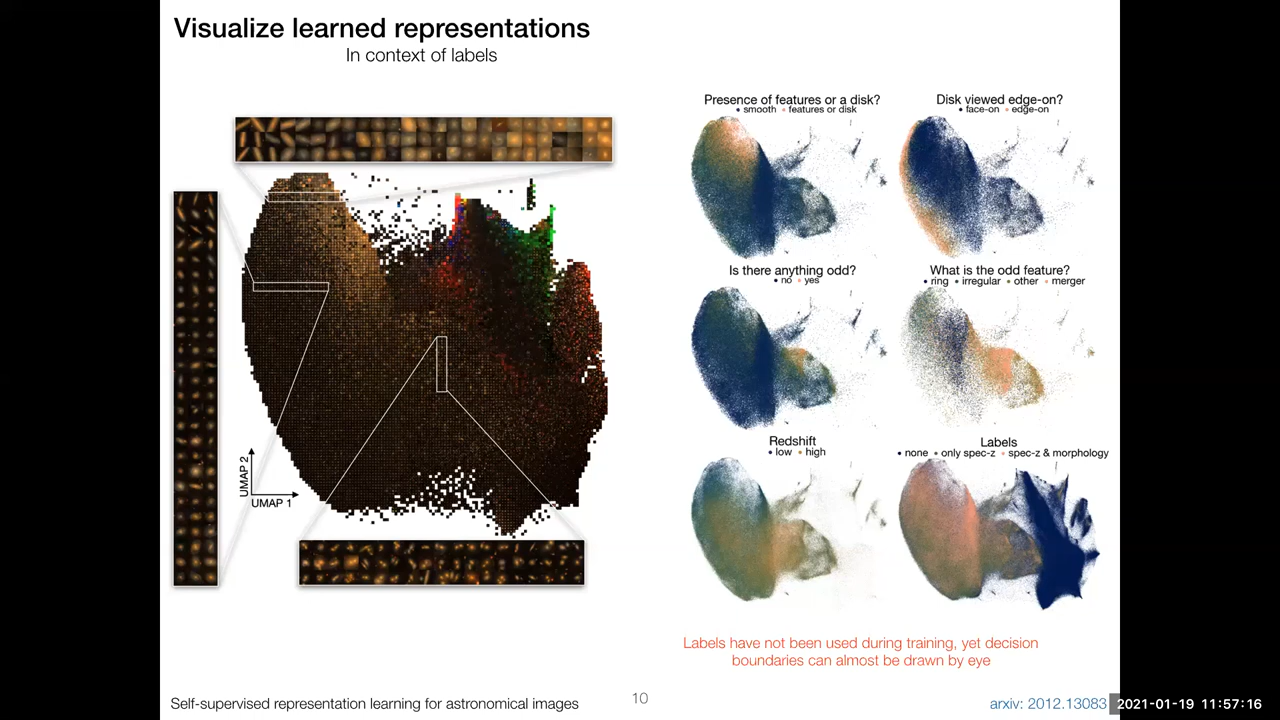 Visualize learned representations
In context of labels
UMAP 2
UMAP 1
Presence of features or a disk?
smooth features or disk
Disk viewed edge-on?
face-on edge-on
Is there anything odd?
no yes
What is the odd feature?
ring irregular other merger
Redshift
low high
Labels
none only spec-z spec-z & morphology
Labels have not been used during training, yet decision
boundaries can almost be drawn by eye
Self-supervised representation learning for astronomical images
10
arxiv: 2012.13083
2021-01-19 11:57:16